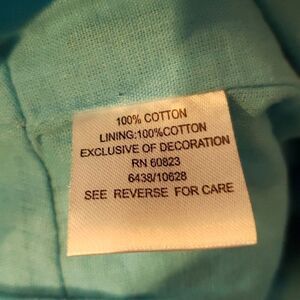 100% COTTON
LINING:100%COTTON
EXCLUSIVE OF DECORATION
RN 60823
6438/10628
SEE REVERSE FOR CARE